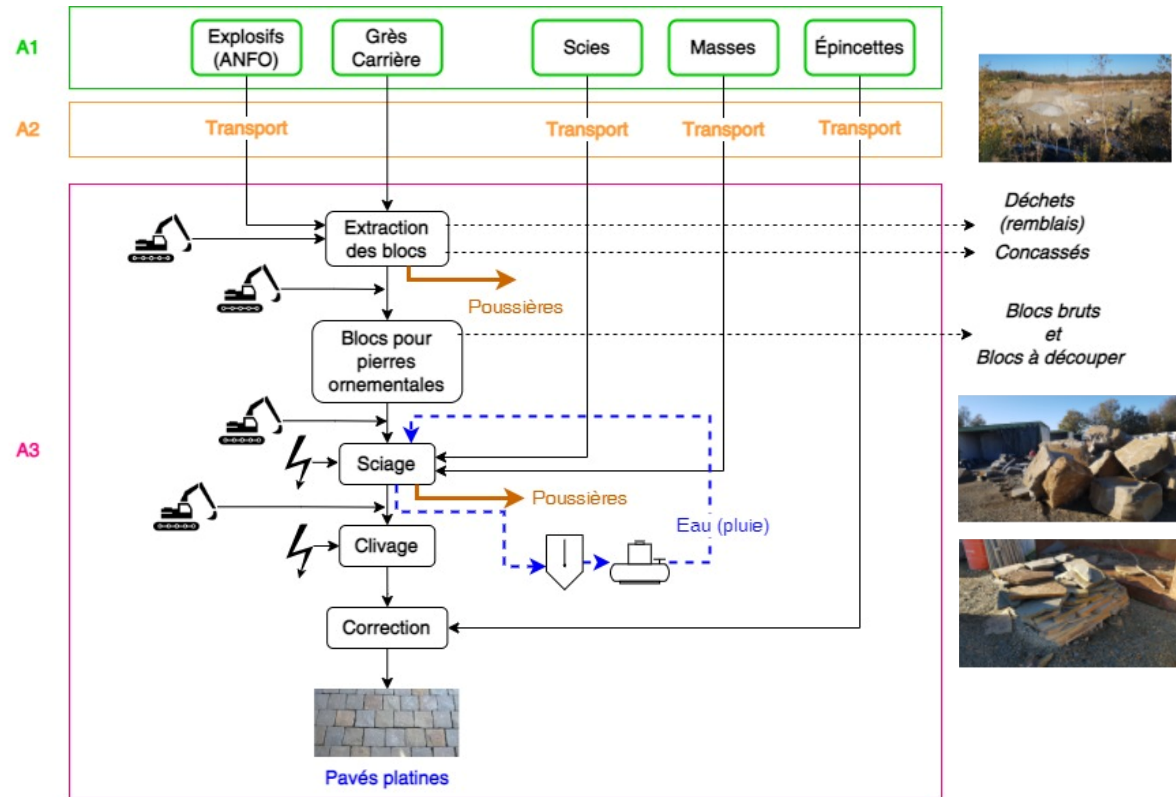 A1
Explosifs
(ANFO)
Grès
Carrière
Scies
Masses
Épincettes
A2
Transport
Transport
Transport
Transport
Extraction
des blocs
Déchets
(remblais)
Concassés
Poussières
Blocs pour
pierres
ornementales
Blocs bruts
et
Blocs à découper
A3
Sciage
Poussières
Eau (pluie)
Clivage
Correction
Pavés platines